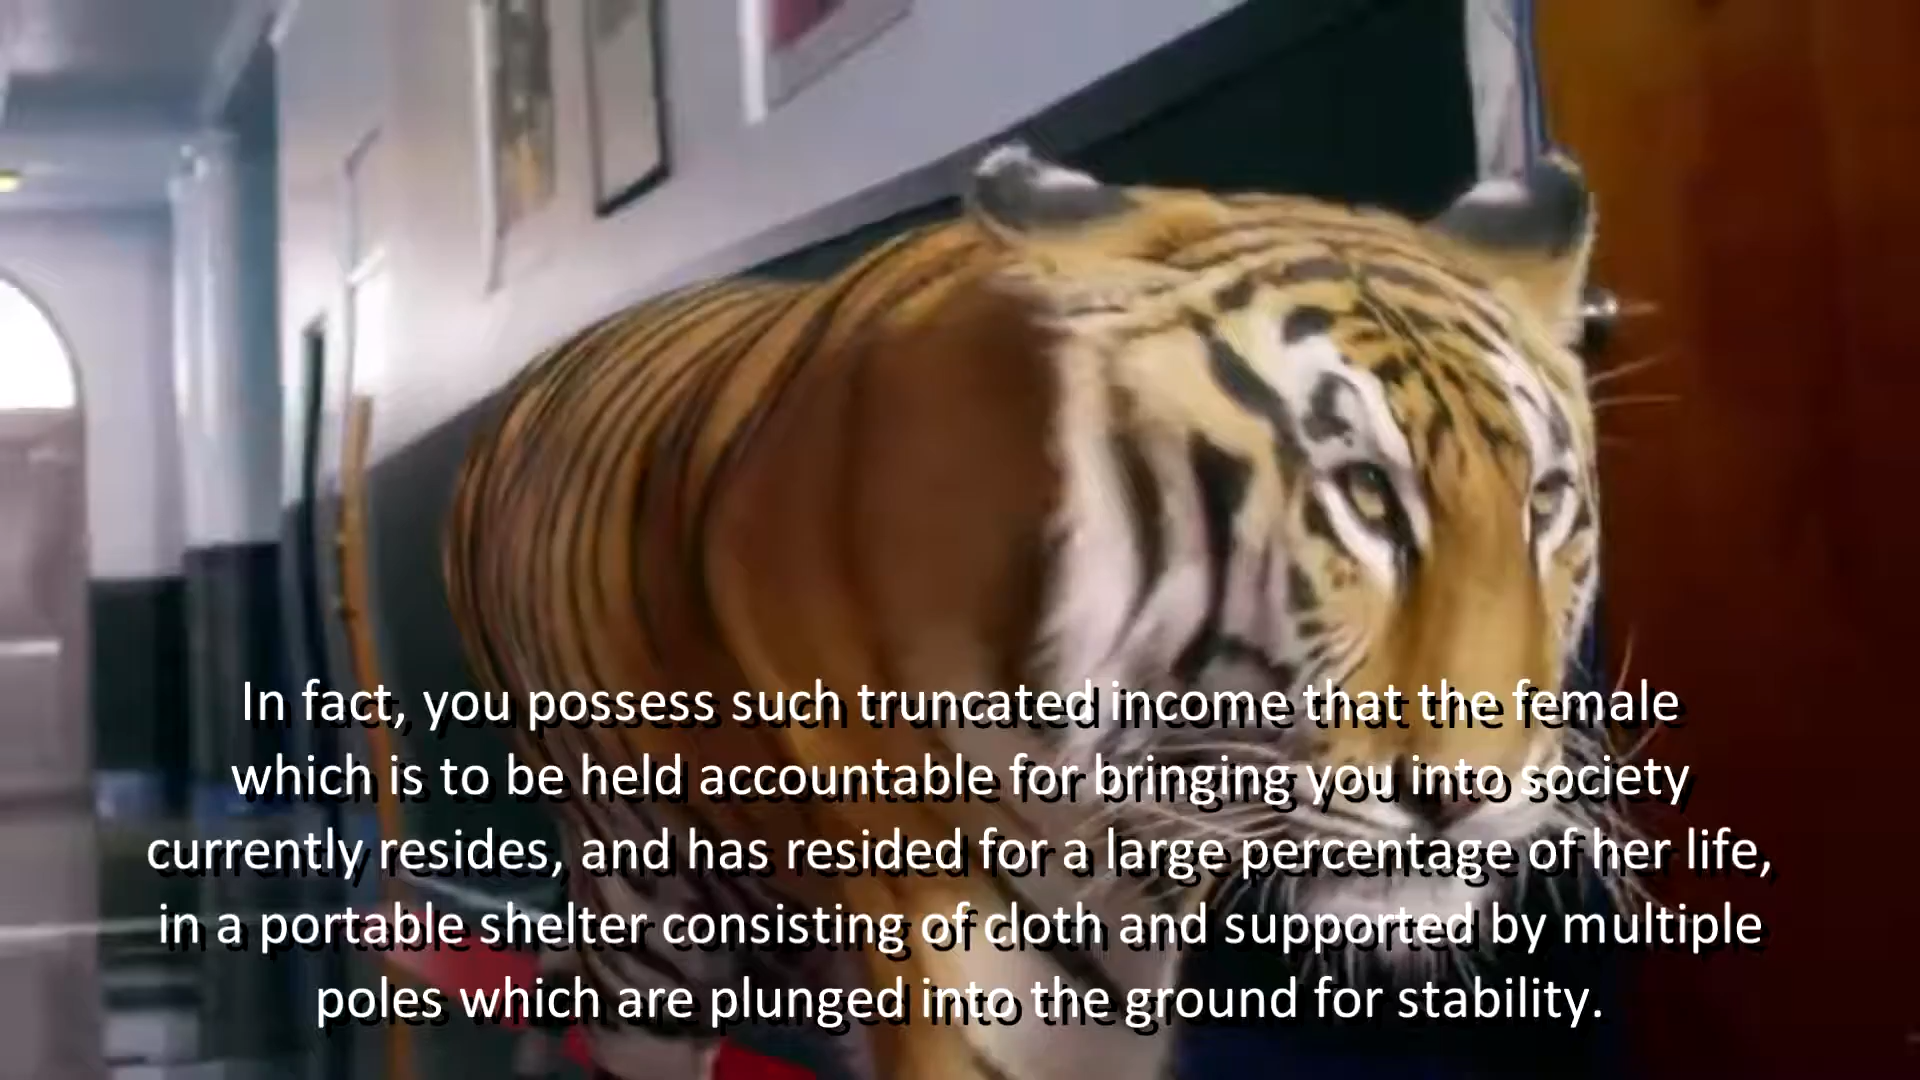 In fact, you possess such truncated income that the female
which is to be held accountable for bringing you into society
currently resides, and has resided for a large percentage of her life,
in a portable shelter consisting of cloth and supported by multiple
poles which are plunged into the ground for stability.